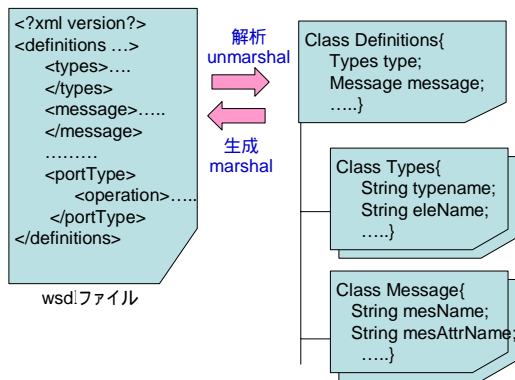 <?xml version?>
<definitions …>
<types>….
</types>
<message>…..
</message>
………
<portType>
<operation>…..
</portType>
</definitions>
wsdlファイル
解析
unmarshal
生成
marshal
Class Definitions{
Types type;
Message message;
…..}
Class Types{
String typename;
String eleName;
…..}
Class Message{
String mesName;
String mesAttrName;
…..}